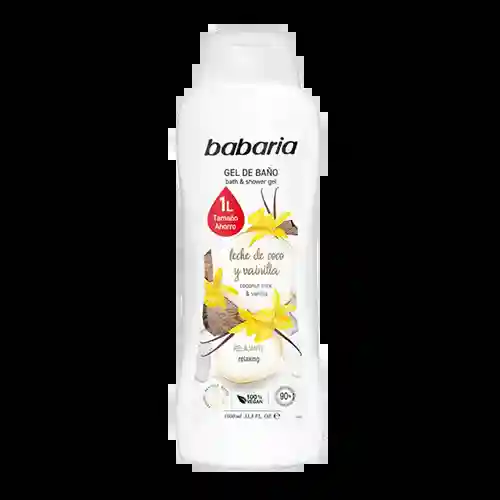 babaria
GEL DE BAÑO
bath & shower gel
1L
Tamaño
Ahorro
leche de coco
y vainilla
coconut milk
& vanilla
RELAJANTE
relaxing
100%
VEGAN
90%
1000ml 33.8 FL. OZ ℮